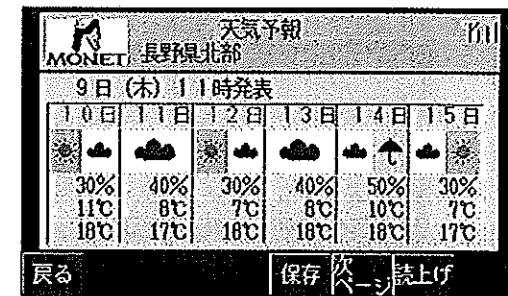 天気予報
MONET 長野県北部
9日 (木) 11時発表
10日 11日 12日 13日 14日 15日
30% 40% 30% 40% 50% 30%
11℃ 8℃ 7℃ 8℃ 10℃ 7℃
18℃ 17℃ 18℃ 18℃ 18℃ 17℃
戻る 保存 次ページ 読上げ